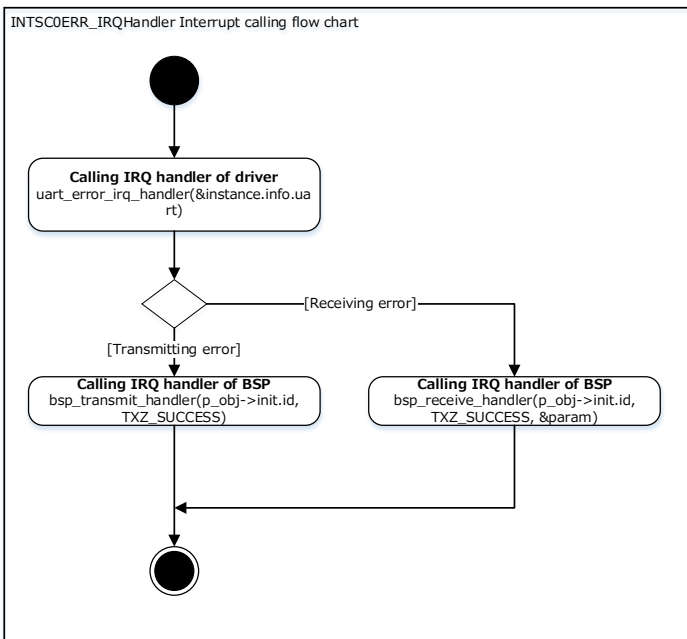 INTSC0ERR_IRQHandler Interrupt calling flow chart
Calling IRQ handler of driver
uart_error_irq_handler(&instance.info.ua
rt)
[Receiving error]
[Transmitting error]
Calling IRQ handler of BSP
bsp_transmit_handler(p_obj->init.id,
TXZ_SUCCESS)
Calling IRQ handler of BSP
bsp_receive_handler(p_obj->init.id,
TXZ_SUCCESS, &param)